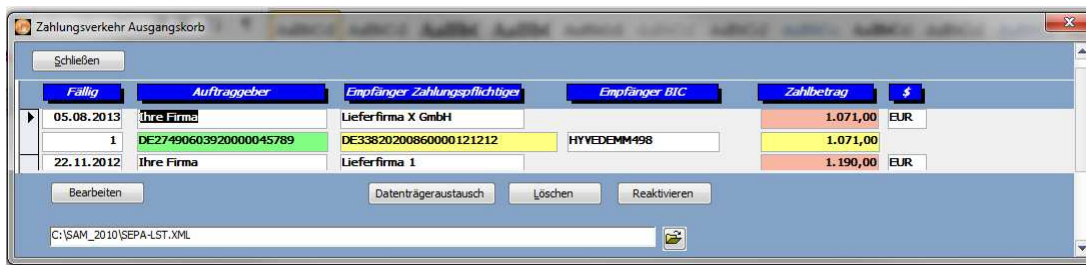 Zahlungsverkehr Ausgangskorb
Schließen
Fällig Auftraggeber Empfänger Zahlungspflichtiger Empfänger BIC Zahlbetrag $
05.08.2013 Ihre Firma Lieferfirma X GmbH 1.071,00 EUR
1 DE27490603920000045789 DE33820200860000121212 HYVEDEMM498 1.071,00
22.11.2012 Ihre Firma Lieferfirma 1 1.190,00 EUR
Bearbeiten Datenträgeraustausch Löschen Reaktivieren
C:\SAM_2010\SEPA-LST.XML